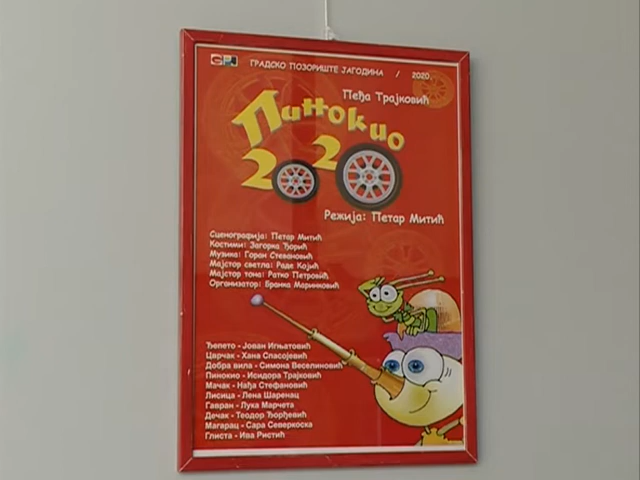 ГРАДСКО ПОЗОРИШТЕ ЈАГОДИНА / 2020.
Пеђа Трајковић
Пинокио
2020
Режија: Петар Митић
Сценографија: Петар Митић
Костими: Загорка Ђорић
Музика: Горан Стевановић
Мајстор светла: Раде Којић
Мајстор тона: Ратко Петровић
Организатор: Бранка Маринковић
Ђепето - Јован Игњатовић
Цврчак - Хана Спасојевић
Добра вила - Симона Веселиновић
Пинокио - Исидора Трајковић
Мачак - Нађа Стефановић
Лисица - Лена Шаренац
Гавран - Лука Марчета
Дечак - Теодор Ђорђевић
Магарац - Сара Северкоска
Глиста - Ива Ристић